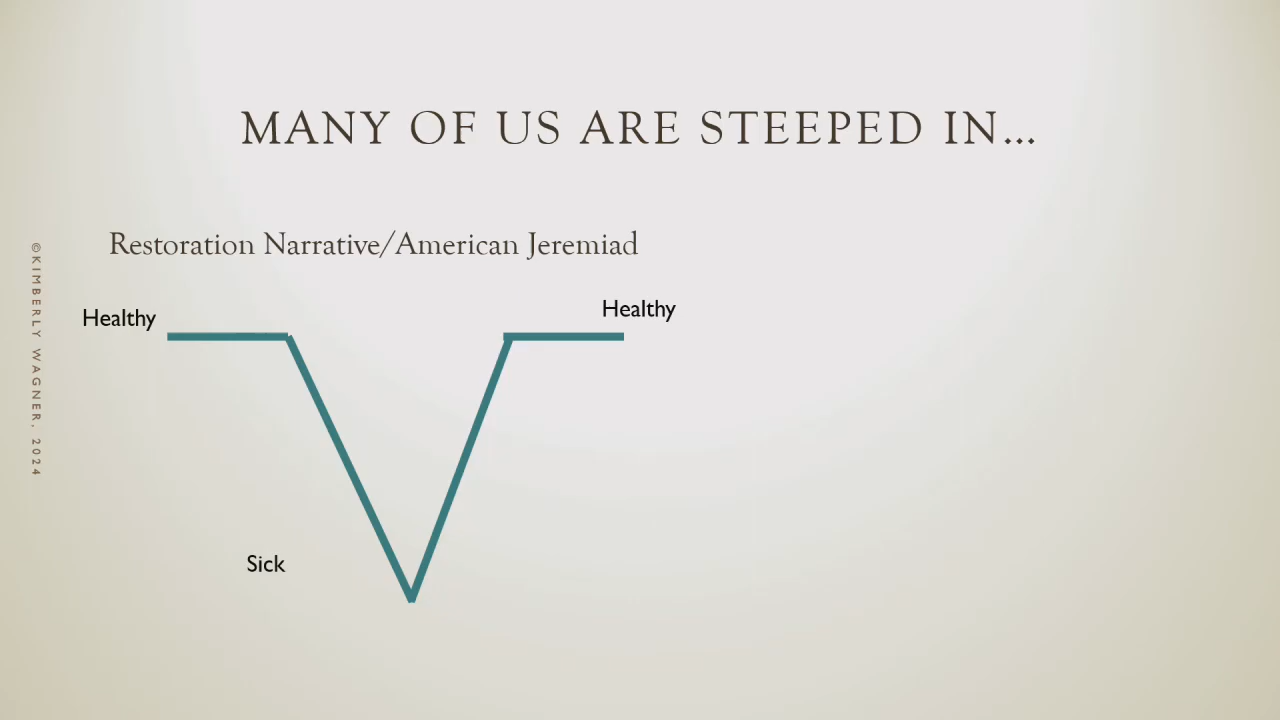 MANY OF US ARE STEEPED IN…
Restoration Narrative/American Jeremiad
Healthy
Healthy
Sick
©KIMBERLY WAGNER, 2024